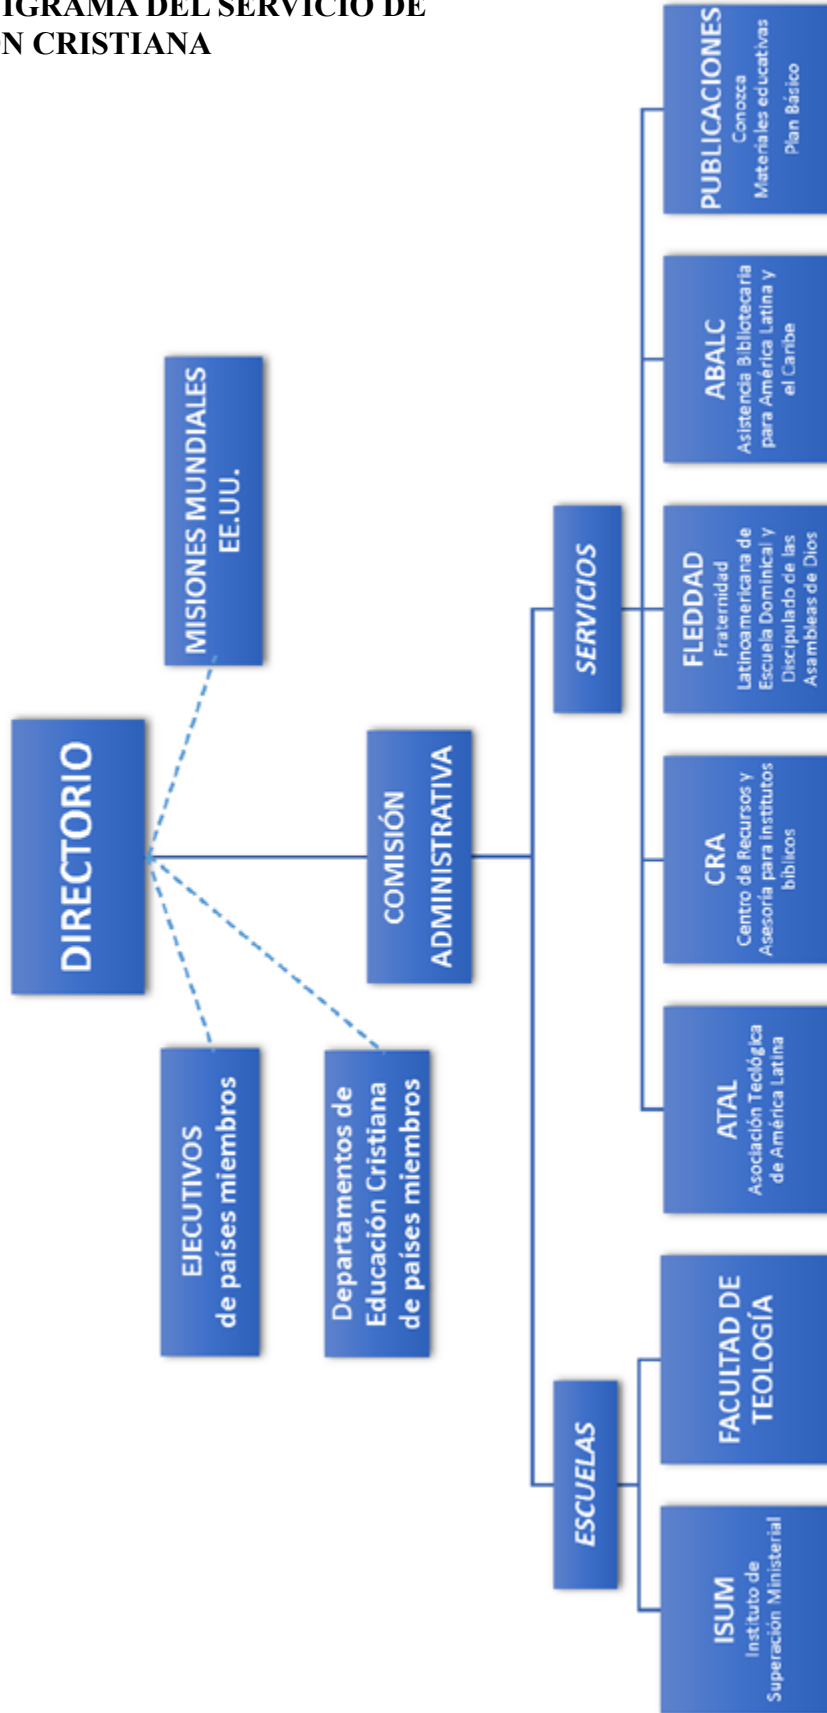 IGRAMA DEL SERVICIO DE
N CRISTIANA
DIRECTORIO
MISIONES MUNDIALES
EE.UU.
EJECUTIVOS
de países miembros
Departamentos de
Educación Cristiana
de países miembros
COMISIÓN
ADMINISTRATIVA
ESCUELAS
SERVICIOS
ISUM
Instituto de
Superación Ministerial
FACULTAD DE
TEOLOGÍA
ATAL
Asociación Teológica
de América Latina
CRA
Centro de Recursos y
Asesoría para institutos
bíblicos
FLEDDAD
Fraternidad
Latinoamericana de
Escuela Dominical y
Discipulado de las
Asambleas de Dios
ABALC
Asistencia Bibliotecaria
para América Latina y
el Caribe
PUBLICACIONES
Conozca
Materiales educativas
Plan Básico